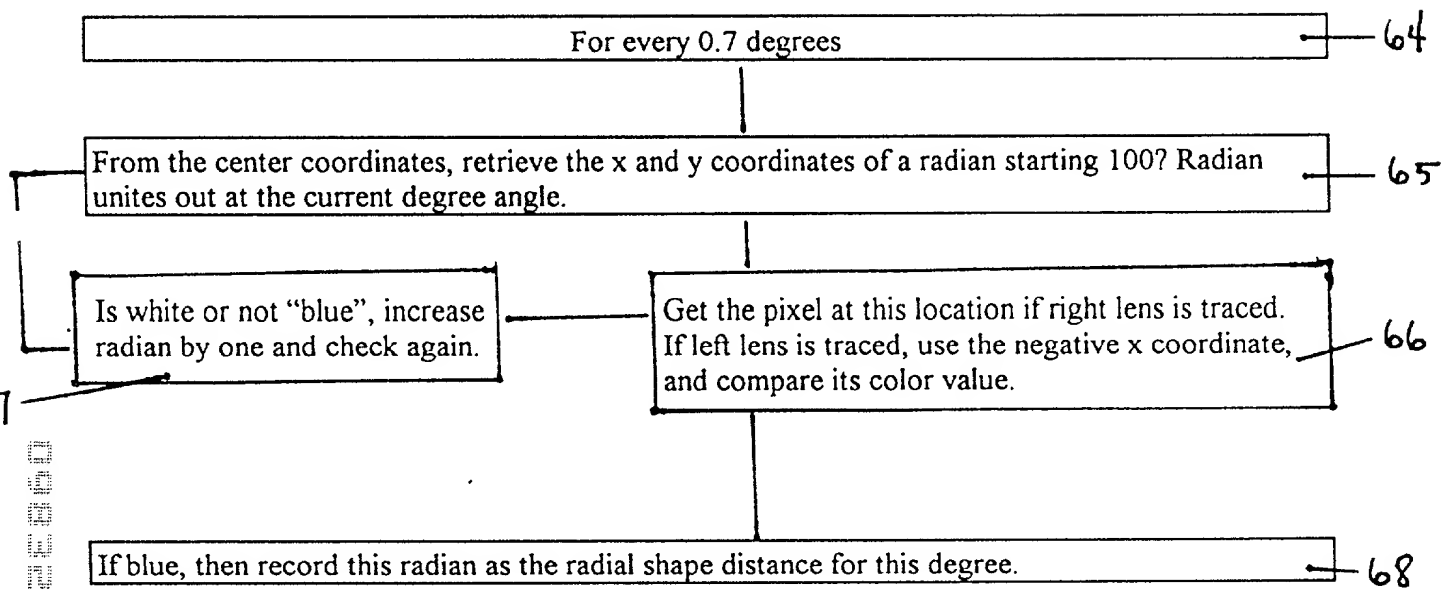 For every 0.7 degrees
64
From the center coordinates, retrieve the x and y coordinates of a radian starting 100? Radian
unites out at the current degree angle.
65
Is white or not "blue", increase
radian by one and check again.
Get the pixel at this location if right lens is traced.
If left lens is traced, use the negative x coordinate,
and compare its color value.
66
7
If blue, then record this radian as the radial shape distance for this degree.
68